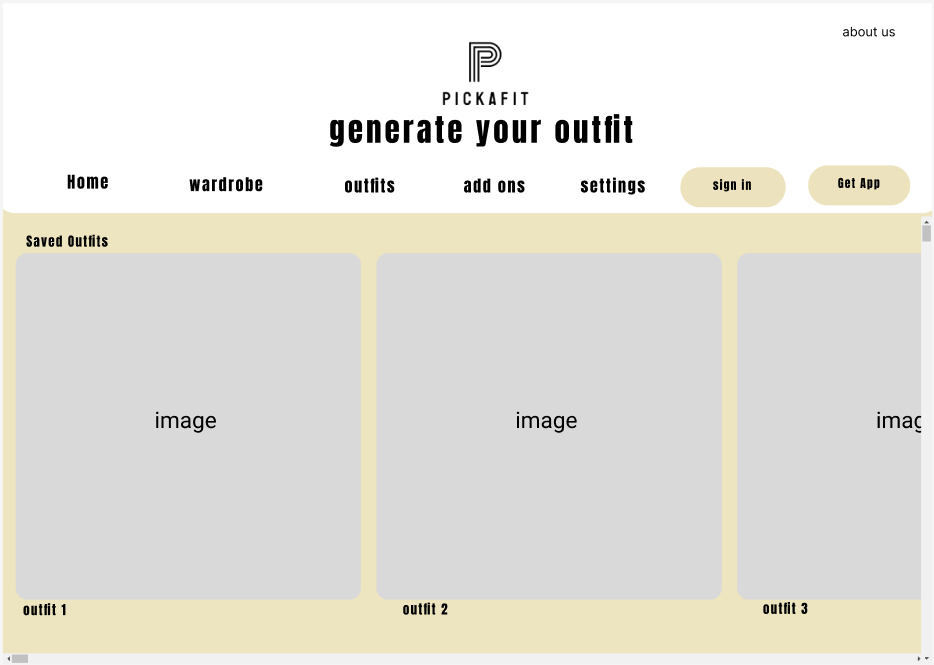 about us
PICKAFIT
generate your outfit
Home wardrobe outfits add ons settings sign in Get App
Saved Outfits
image image imag
outfit 1 outfit 2 outfit 3